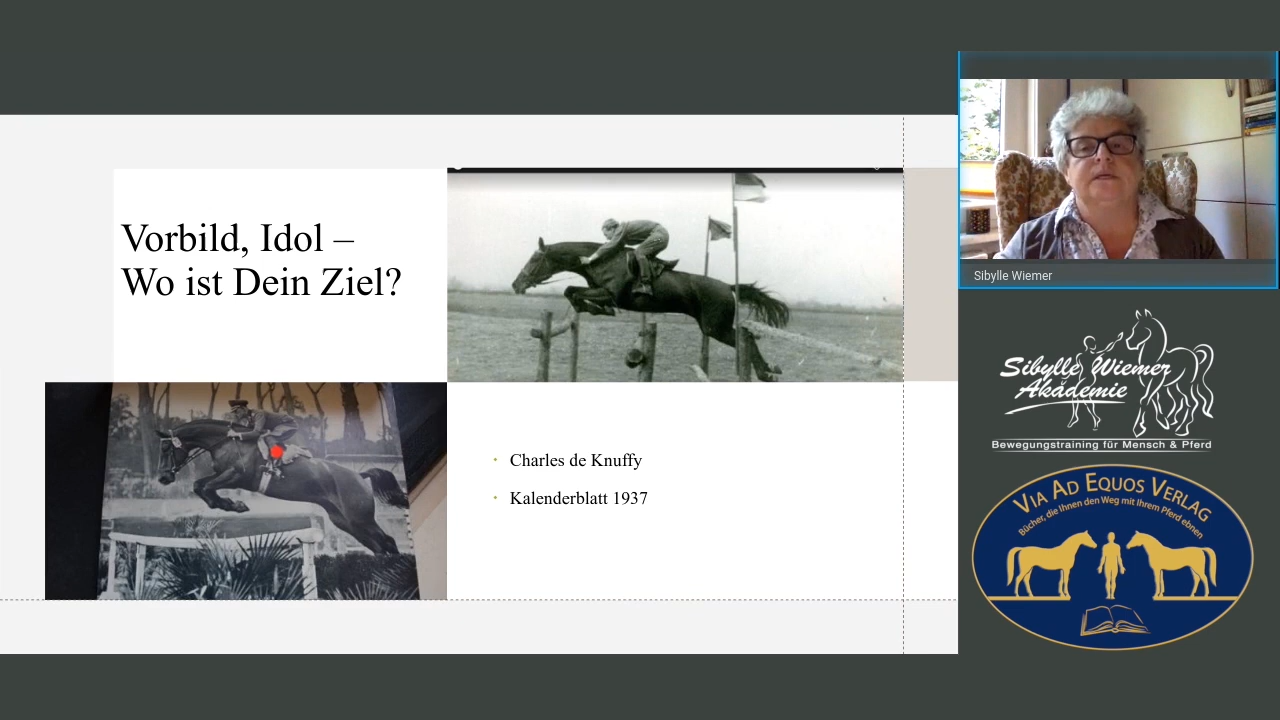 Vorbild, Idol –
Wo ist Dein Ziel?
• Charles de Knuffy
• Kalenderblatt 1937
Sibylle Wiemer
Sibylle Wiemer
Akademie
Bewegungstraining für Mensch & Pferd
VIA AD EQUOS VERLAG
Bücher, die Ihnen den Weg mit Ihrem Pferd ebnen